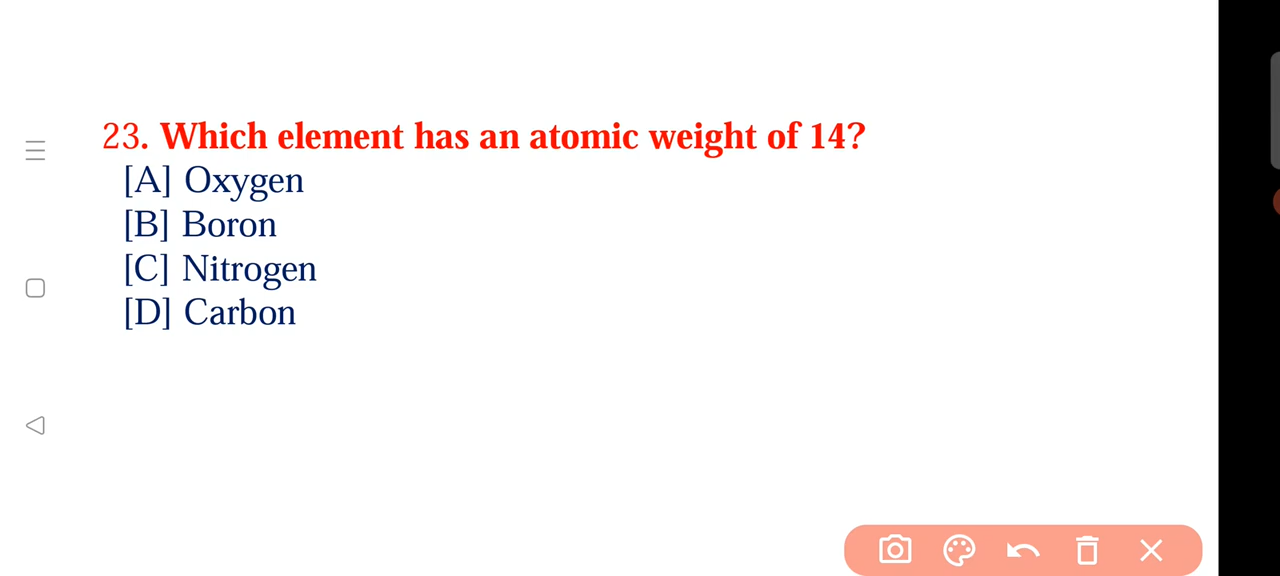 23. Which element has an atomic weight of 14?
[A] Oxygen
[B] Boron
[C] Nitrogen
[D] Carbon